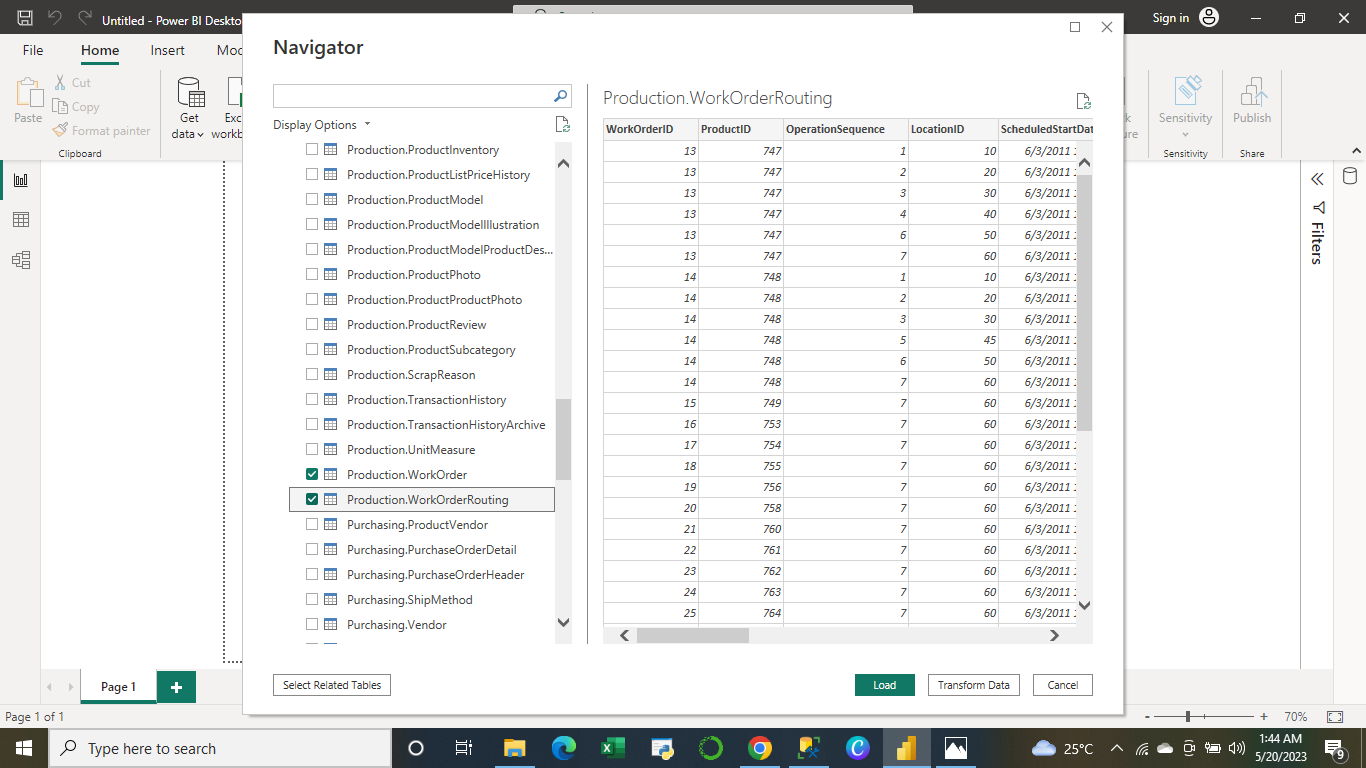 Untitled - Power BI Deskto
Sign in
File
Home
Insert
Mod
Paste
Cut
Copy
Format painter
Clipboard
Get
data
Exc
workb
Sensitivity
Sensitivity
Publish
Share
Filters
Navigator
Display Options
Production.ProductInventory
Production.ProductListPriceHistory
Production.ProductModel
Production.ProductModelIllustration
Production.ProductModelProductDes...
Production.ProductPhoto
Production.ProductProductPhoto
Production.ProductReview
Production.ProductSubcategory
Production.ScrapReason
Production.TransactionHistory
Production.TransactionHistoryArchive
Production.UnitMeasure
Production.WorkOrder
Production.WorkOrderRouting
Purchasing.ProductVendor
Purchasing.PurchaseOrderDetail
Purchasing.PurchaseOrderHeader
Purchasing.ShipMethod
Purchasing.Vendor
Production.WorkOrderRouting
WorkOrderID ProductID OperationSequence LocationID ScheduledStartDat
13 747 1 10 6/3/2011
13 747 2 20 6/3/2011
13 747 3 30 6/3/2011
13 747 4 40 6/3/2011
13 747 6 50 6/3/2011
13 747 7 60 6/3/2011
14 748 1 10 6/3/2011
14 748 2 20 6/3/2011
14 748 3 30 6/3/2011
14 748 5 45 6/3/2011
14 748 6 50 6/3/2011
14 748 7 60 6/3/2011
15 749 7 60 6/3/2011
16 753 7 60 6/3/2011
17 754 7 60 6/3/2011
18 755 7 60 6/3/2011
19 756 7 60 6/3/2011
20 758 7 60 6/3/2011
21 760 7 60 6/3/2011
22 761 7 60 6/3/2011
23 762 7 60 6/3/2011
24 763 7 60 6/3/2011
25 764 7 60 6/3/2011
Select Related Tables
Load
Transform Data
Cancel
Page 1
Page 1 of 1
- + 70%
Type here to search
25°C
1:44 AM
5/20/2023
9